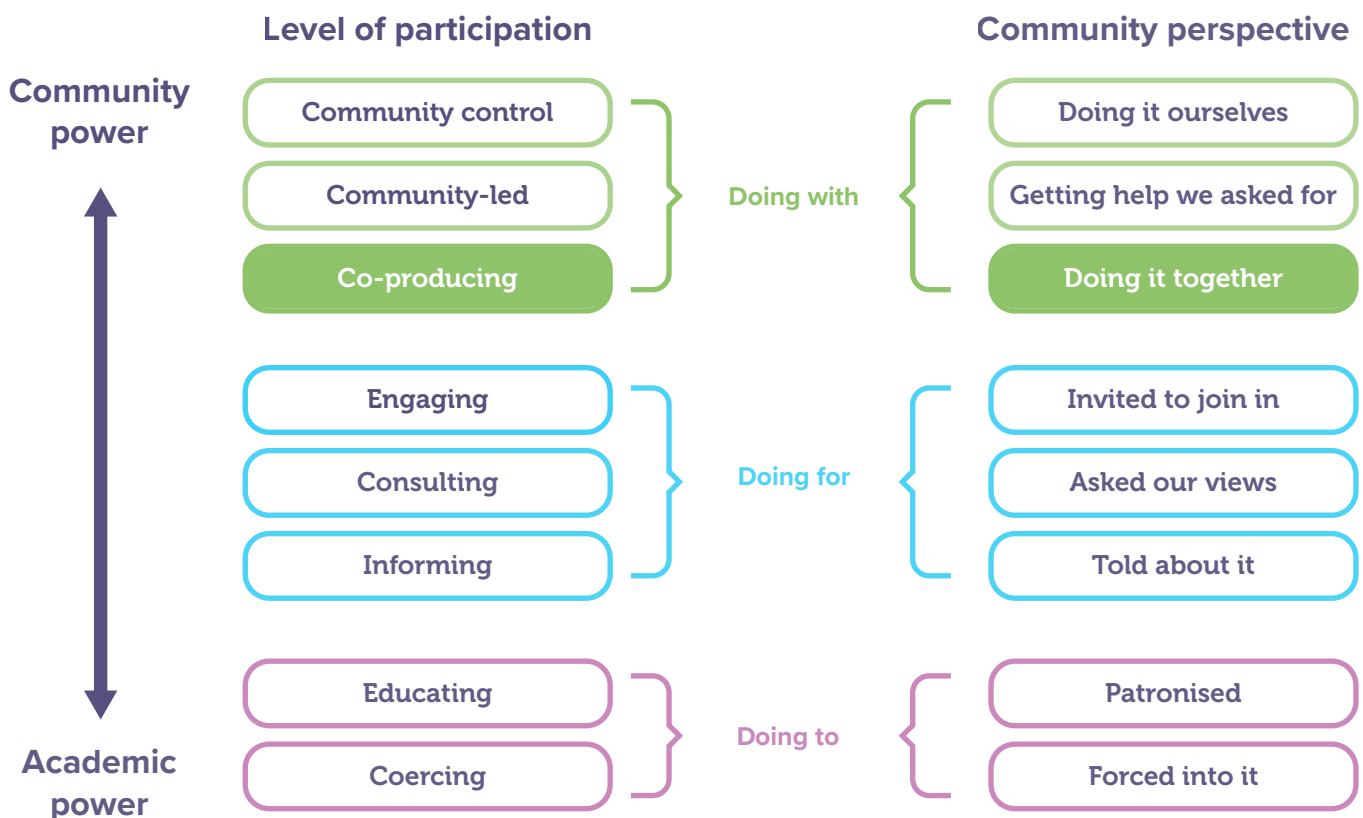 Level of participation
Community perspective
Community
power
Community control
Doing it ourselves
Community-led
Doing with
Getting help we asked for
Co-producing
Doing it together
Engaging
Invited to join in
Consulting
Doing for
Asked our views
Informing
Told about it
Educating
Patronised
Doing to
Academic
power
Coercing
Forced into it